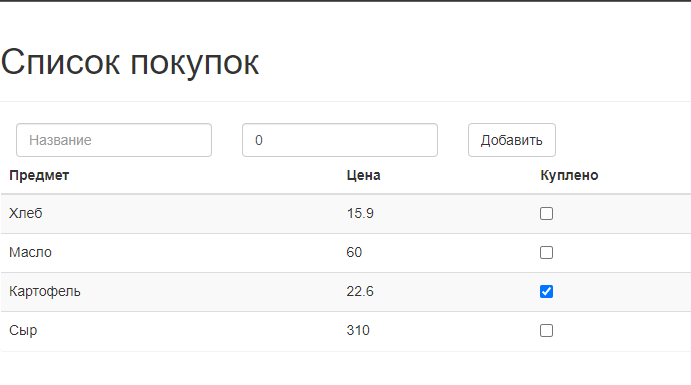 Список покупок
Название 0 Добавить
Предмет Цена Куплено
Хлеб 15.9
Масло 60
Картофель 22.6
Сыр 310